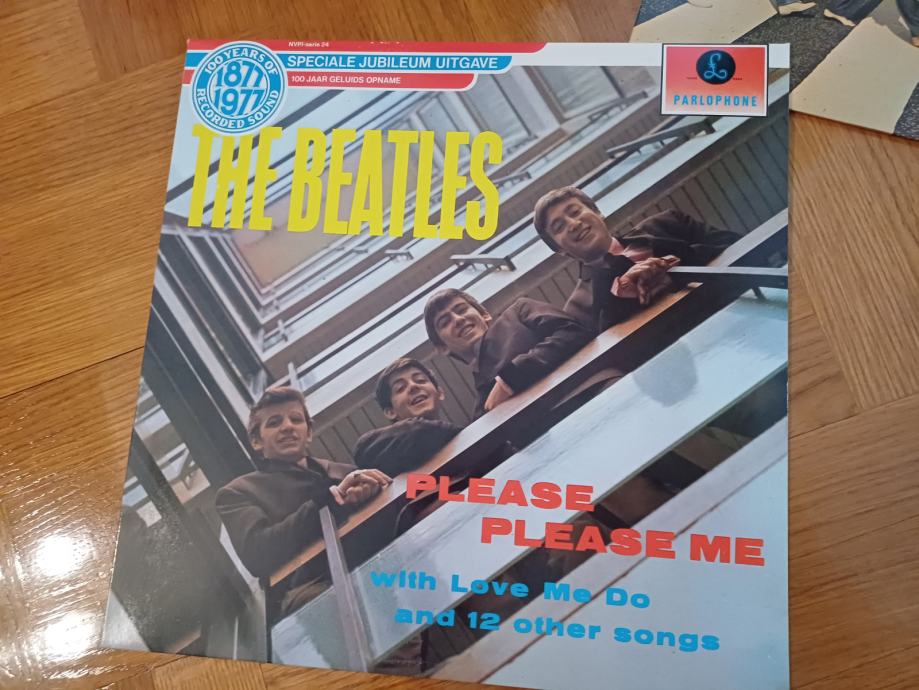 NVPI-serie 24
SPECIALE JUBILEUM UITGAVE
100 JAAR GELUIDS OPNAME
100 YEARS OF
1877
1977
RECORDED SOUND
£
PARLOPHONE
THE BEATLES
PLEASE
PLEASE ME
with Love Me Do
and 12 other songs